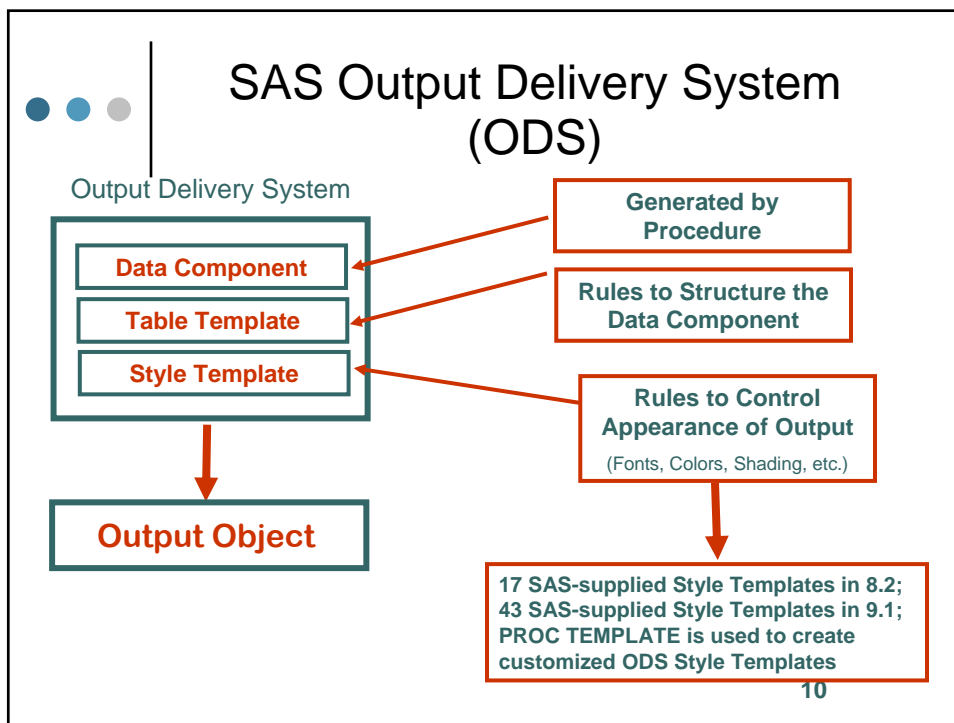 SAS Output Delivery System
(ODS)
Output Delivery System
Data Component
Table Template
Style Template
Output Object
Generated by
Procedure
Rules to Structure the
Data Component
Rules to Control
Appearance of Output
(Fonts, Colors, Shading, etc.)
17 SAS-supplied Style Templates in 8.2;
43 SAS-supplied Style Templates in 9.1;
PROC TEMPLATE is used to create
customized ODS Style Templates
10